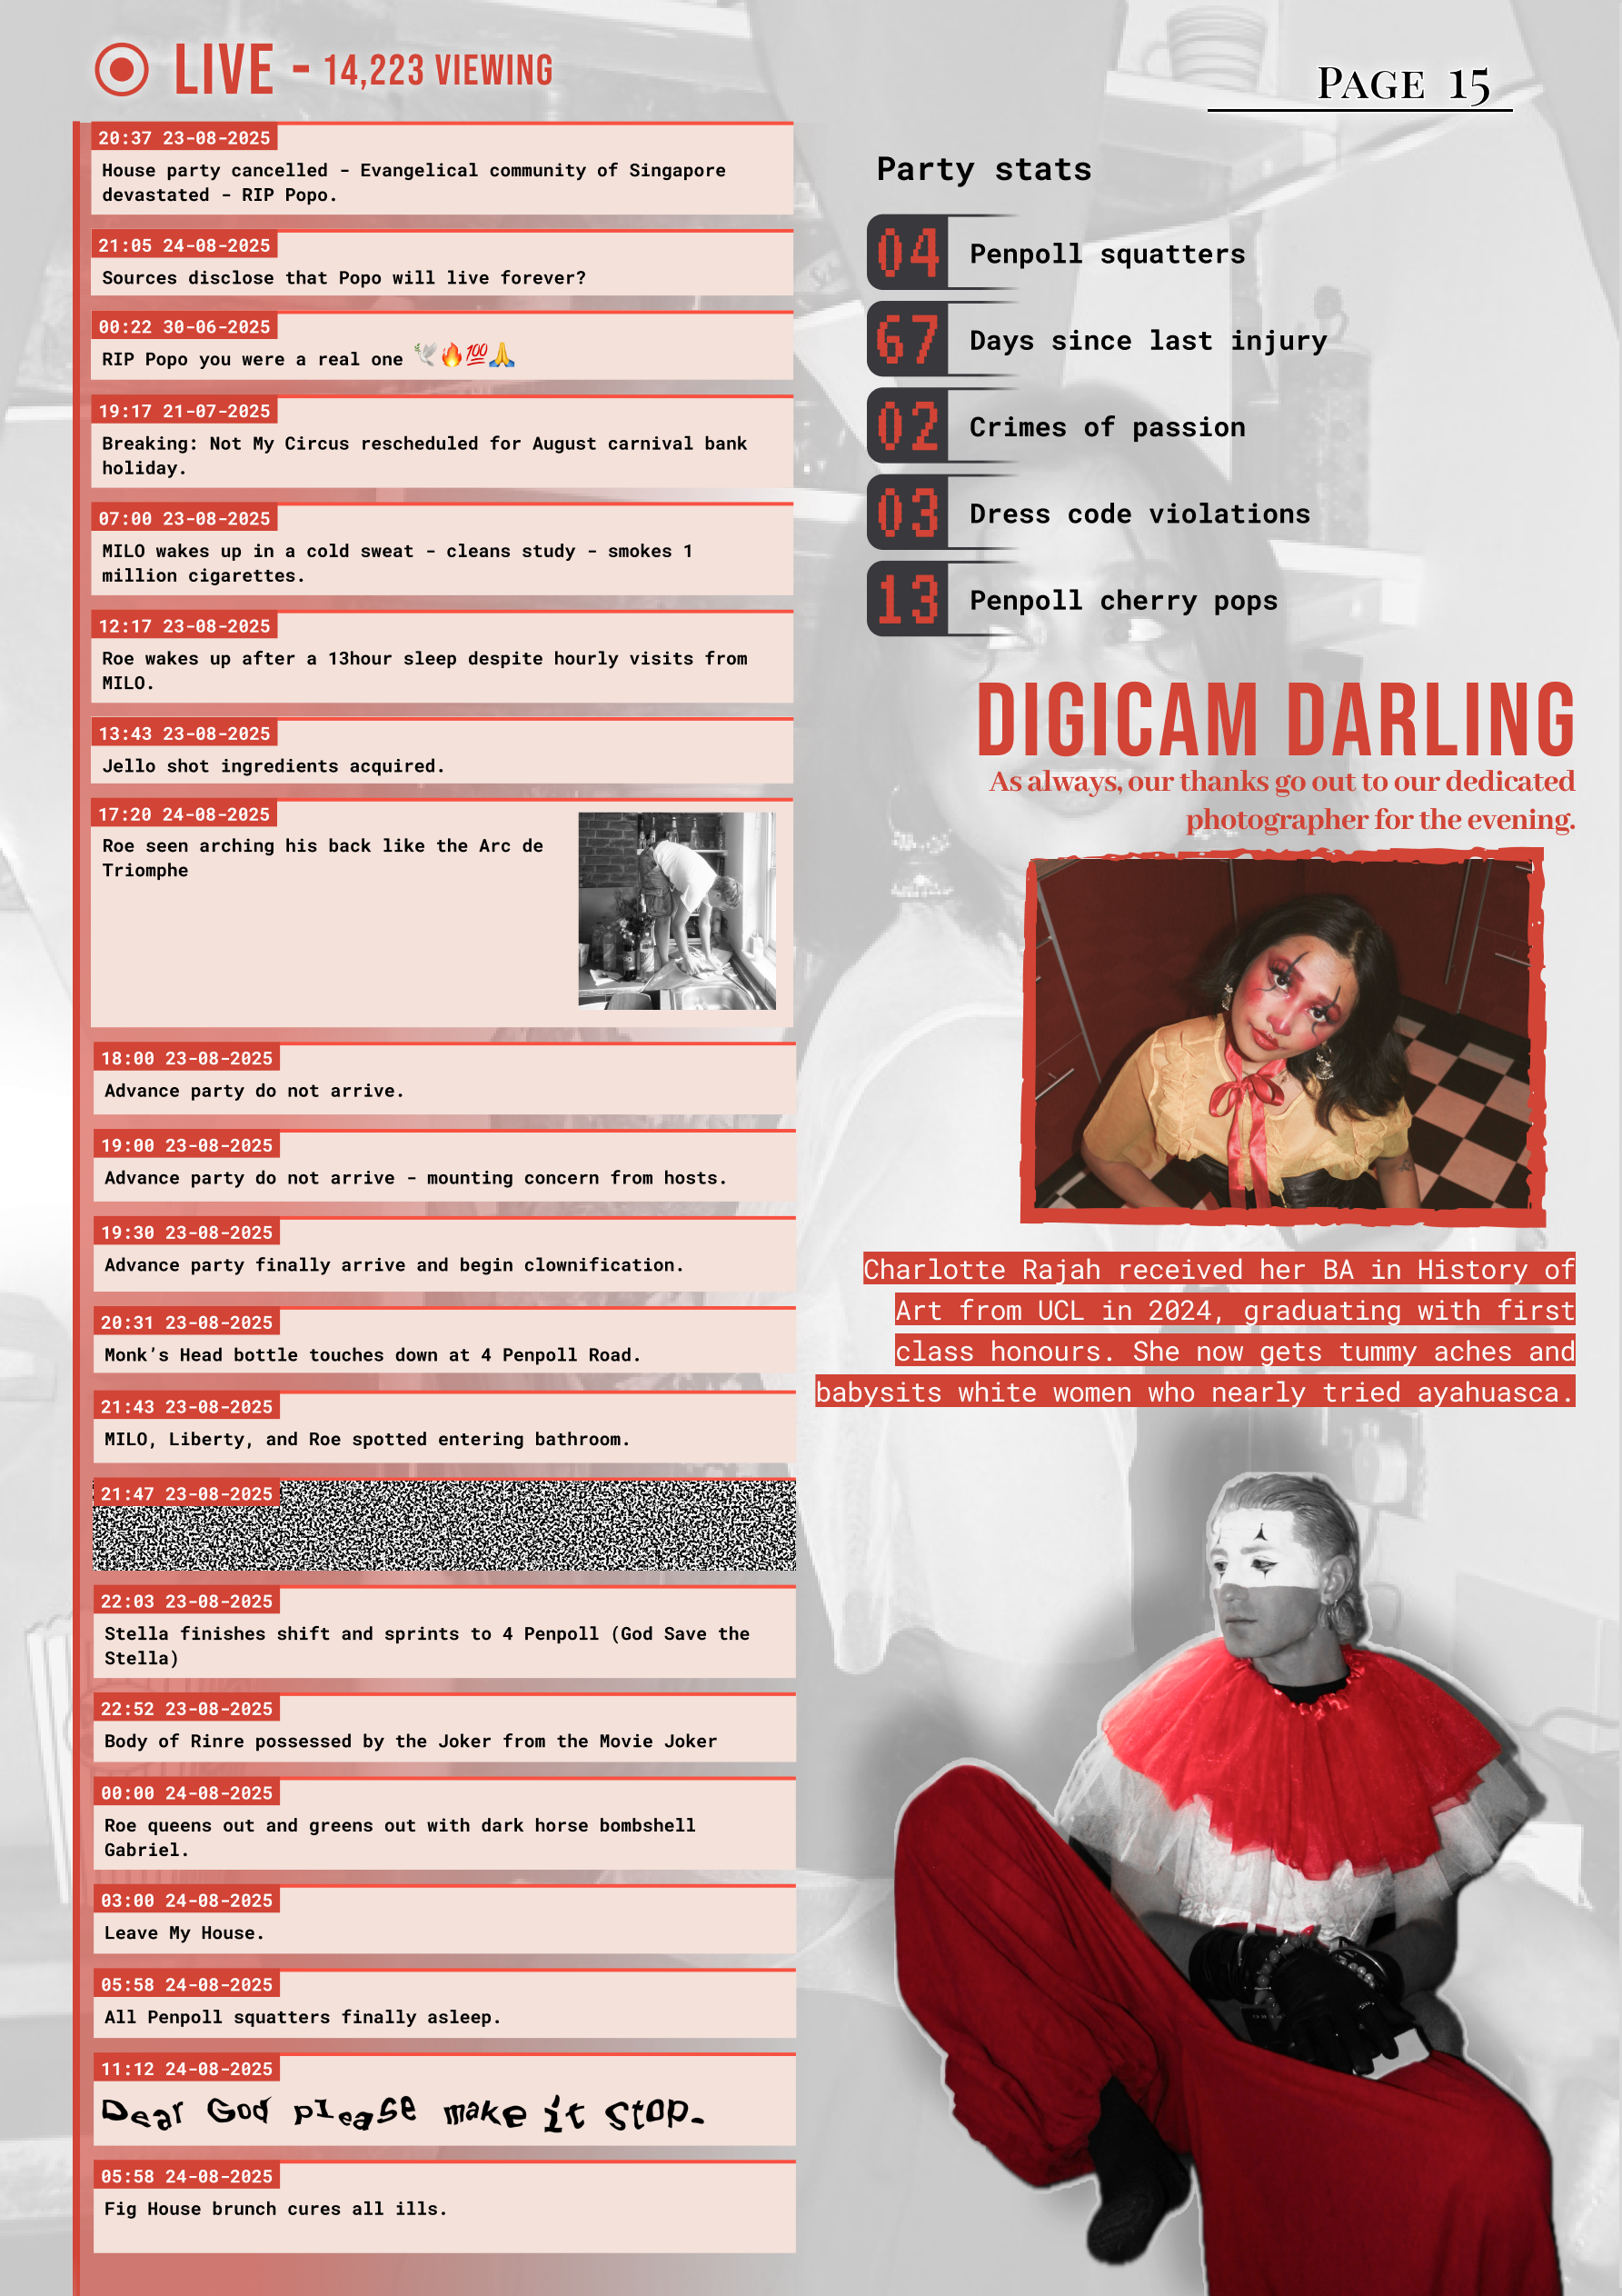 LIVE - 14,223 VIEWING
PAGE 15
20:37 23-08-2025
House party cancelled - Evangelical community of Singapore
devastated - RIP Popo.
21:05 24-08-2025
Sources disclose that Popo will live forever?
00:22 30-06-2025
RIP Popo you were a real one 🕊️🔥💯🙏
19:17 21-07-2025
Breaking: Not My Circus rescheduled for August carnival bank
holiday.
07:00 23-08-2025
MILO wakes up in a cold sweat - cleans study - smokes 1
million cigarettes.
12:17 23-08-2025
Roe wakes up after a 13hour sleep despite hourly visits from
MILO.
13:43 23-08-2025
Jello shot ingredients acquired.
17:20 24-08-2025
Roe seen arching his back like the Arc de
Triomphe
18:00 23-08-2025
Advance party do not arrive.
19:00 23-08-2025
Advance party do not arrive - mounting concern from hosts.
19:30 23-08-2025
Advance party finally arrive and begin clownification.
20:31 23-08-2025
Monk's Head bottle touches down at 4 Penpoll Road.
21:43 23-08-2025
MILO, Liberty, and Roe spotted entering bathroom.
21:47 23-08-2025
22:03 23-08-2025
Stella finishes shift and sprints to 4 Penpoll (God Save the
Stella)
22:52 23-08-2025
Body of Rinre possessed by the Joker from the Movie Joker
00:00 24-08-2025
Roe queens out and greens out with dark horse bombshell
Gabriel.
03:00 24-08-2025
Leave My House.
05:58 24-08-2025
All Penpoll squatters finally asleep.
11:12 24-08-2025
Dear God please make it stop.
05:58 24-08-2025
Fig House brunch cures all ills.
Party stats
04 Penpoll squatters
67 Days since last injury
02 Crimes of passion
03 Dress code violations
13 Penpoll cherry pops
DIGICAM DARLING
As always, our thanks go out to our dedicated
photographer for the evening.
Charlotte Rajah received her BA in History of
Art from UCL in 2024, graduating with first
class honours. She now gets tummy aches and
babysits white women who nearly tried ayahuasca.